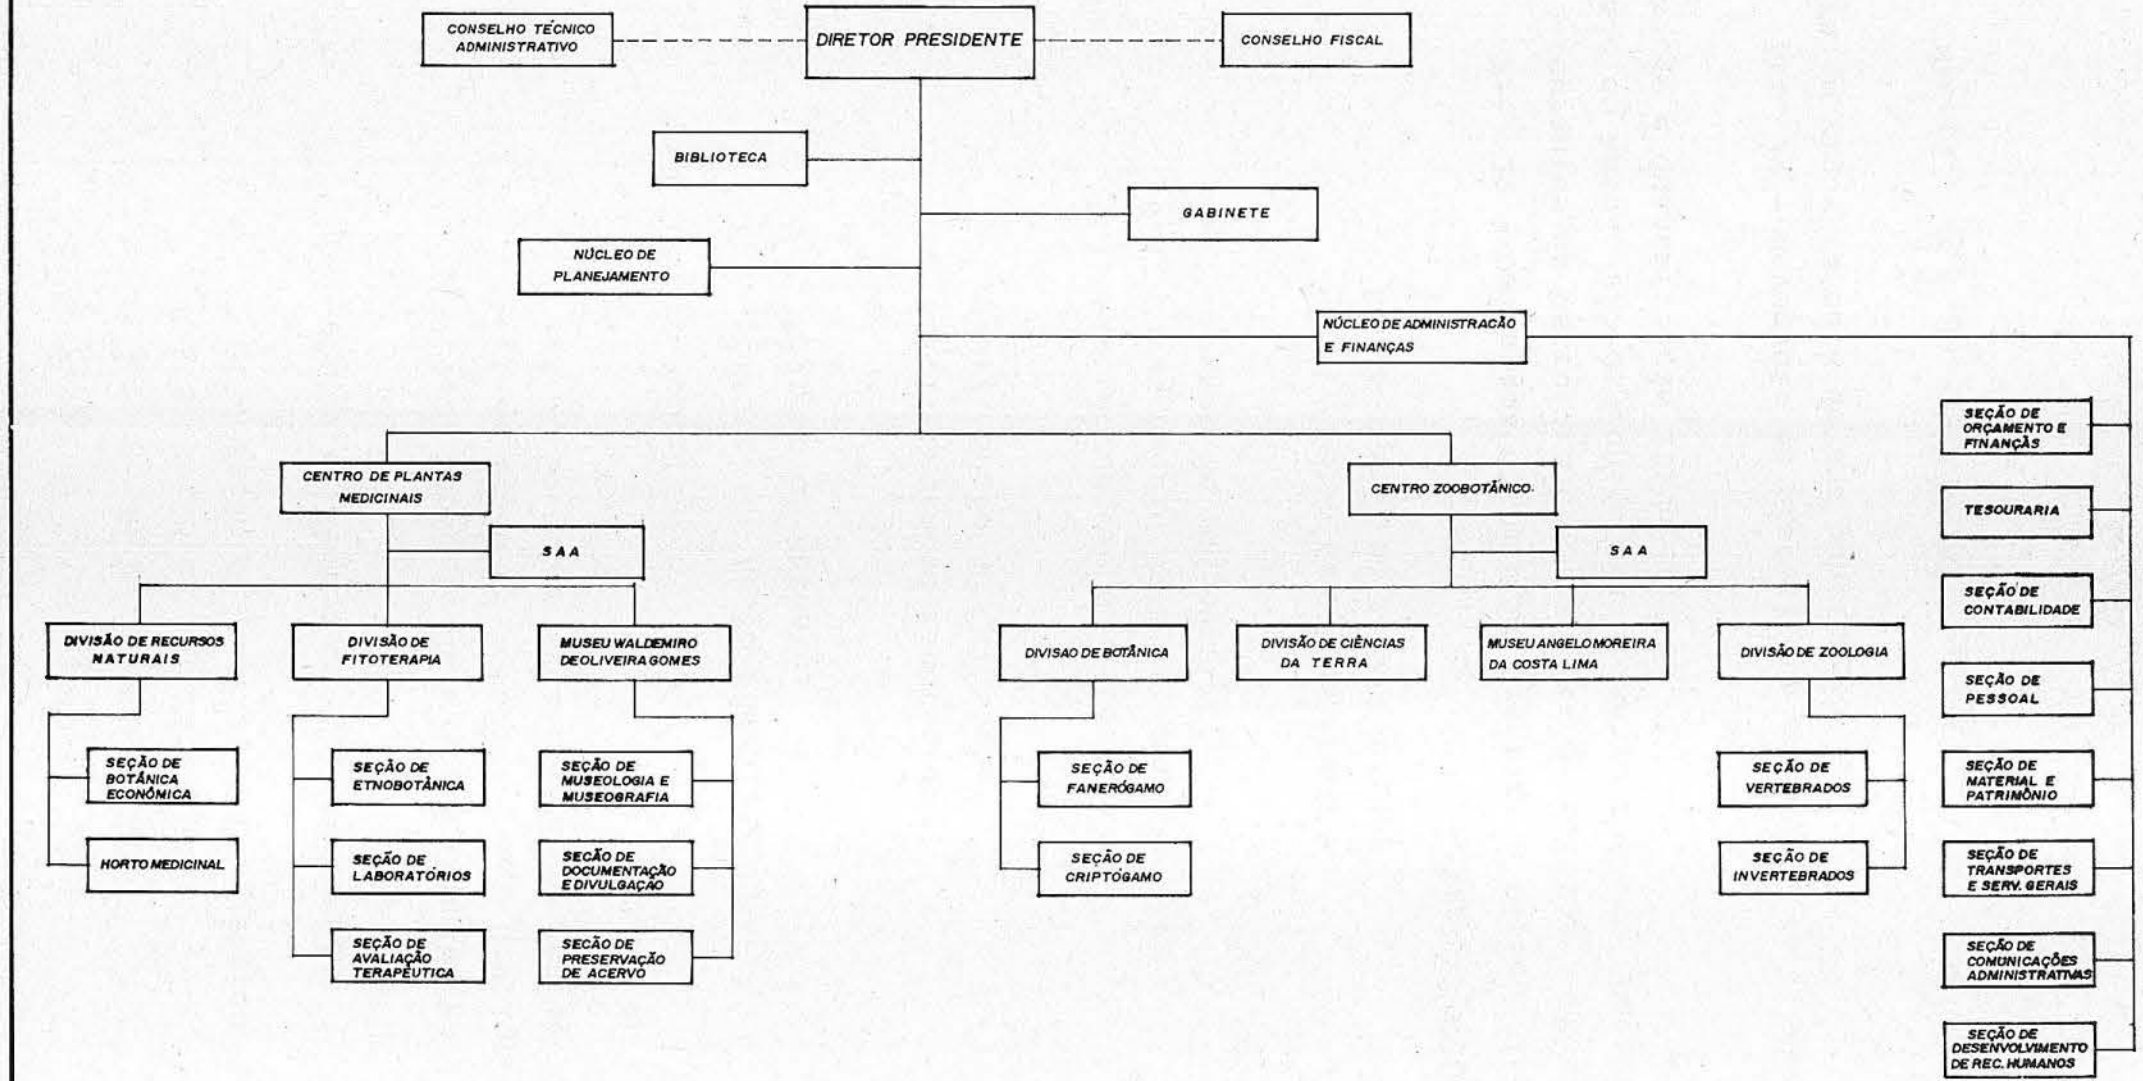 CONSELHO TÉCNICO
ADMINISTRATIVO
DIRETOR PRESIDENTE
CONSELHO FISCAL
BIBLIOTECA
GABINETE
NÚCLEO DE
PLANEJAMENTO
NÚCLEO DE ADMINISTRACÃO
E FINANÇAS
CENTRO DE PLANTAS
MEDICINAIS
SAA
CENTRO ZOOBOTÂNICO
SAA
DIVISÃO DE RECURSOS
NATURAIS
DIVISÃO DE
FITOTERAPIA
MUSEU WALDEMIRO
DE OLIVEIRA GOMES
DIVISAO DE BOTÂNICA
DIVISÃO DE CIÊNCIAS
DA TERRA
MUSEU ANGELO MOREIRA
DA COSTA LIMA
DIVISÃO DE ZOOLOGIA
SEÇÃO DE
BOTÂNICA
ECONÔMICA
HORTO MEDICINAL
SEÇÃO DE
ETNOBOTÂNICA
SEÇÃO DE
LABORATÓRIOS
SEÇÃO DE
AVALIAÇÃO
TERAPÊUTICA
SEÇÃO DE
MUSEOLOGIA E
MUSEOGRAFIA
SECÃO DE
DOCUMENTAÇÃO
E DIVULGAÇÃO
SECÃO DE
PRESERVAÇÃO
DE ACERVO
SEÇÃO DE
FANERÓGAMO
SEÇÃO DE
CRIPTÓGAMO
SEÇÃO DE
VERTEBRADOS
SEÇÃO DE
INVERTEBRADOS
SEÇÃO DE
ORÇAMENTO E
FINANÇÃS
TESOURARIA
SEÇÃO DE
CONTABILIDADE
SEÇÃO DE
PESSOAL
SEÇÃO DE
MATERIAL E
PATRIMÔNIO
SEÇÃO DE
TRANSPORTES
E SERV. GERAIS
SEÇÃO DE
COMUNICAÇÕES
ADMINISTRATIVAS
SEÇÃO DE
DESENVOLVIMENTO
DE REC. HUMANOS